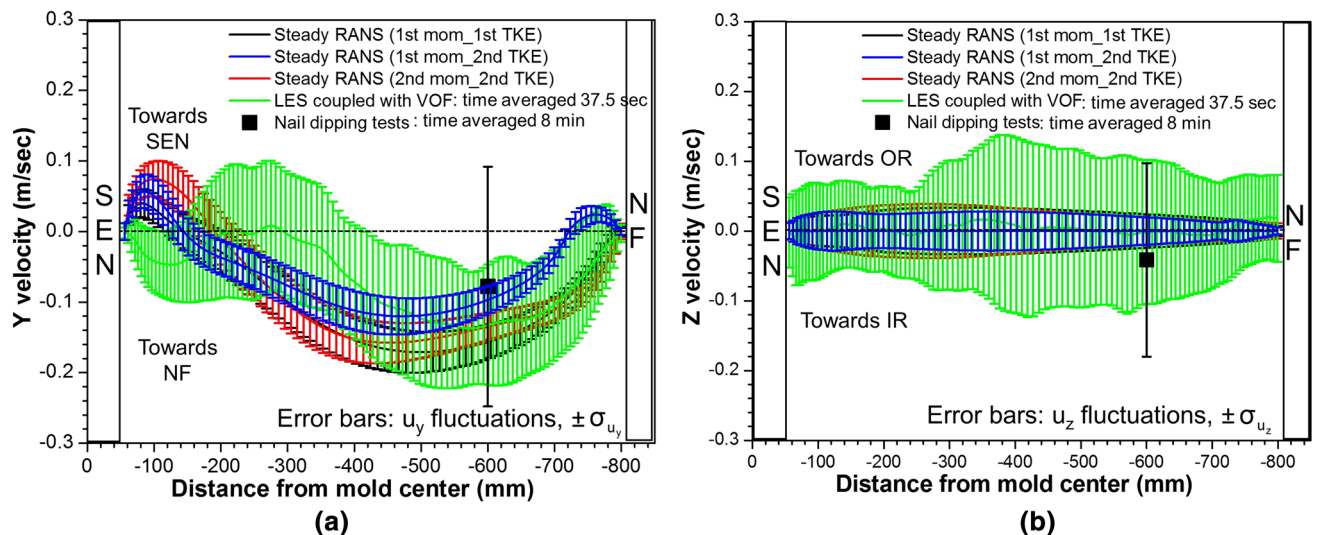 0.3
0.2
0.1
0.0
-0.1
-0.2
-0.3
Y velocity (m/sec)
Steady RANS (1st mom_1st TKE)
Steady RANS (1st mom_2nd TKE)
Steady RANS (2nd mom_2nd TKE)
LES coupled with VOF: time averaged 37.5 sec
Nail dipping tests : time averaged 8 min
Towards
SEN
S
E
N
N
F
Towards
NF
Error bars: uy fluctuations, ±σuy
0 -100 -200 -300 -400 -500 -600 -700 -800
Distance from mold center (mm)
(a)
0.3
0.2
0.1
0.0
-0.1
-0.2
-0.3
Z velocity (m/sec)
Steady RANS (1st mom_1st TKE)
Steady RANS (1st mom_2nd TKE)
Steady RANS (2nd mom_2nd TKE)
LES coupled with VOF: time averaged 37.5 sec
Nail dipping tests: time averaged 8 min
Towards OR
S
E
N
N
F
Towards IR
Error bars: uz fluctuations, ±σuz
0 -100 -200 -300 -400 -500 -600 -700 -800
Distance from mold center (mm)
(b)